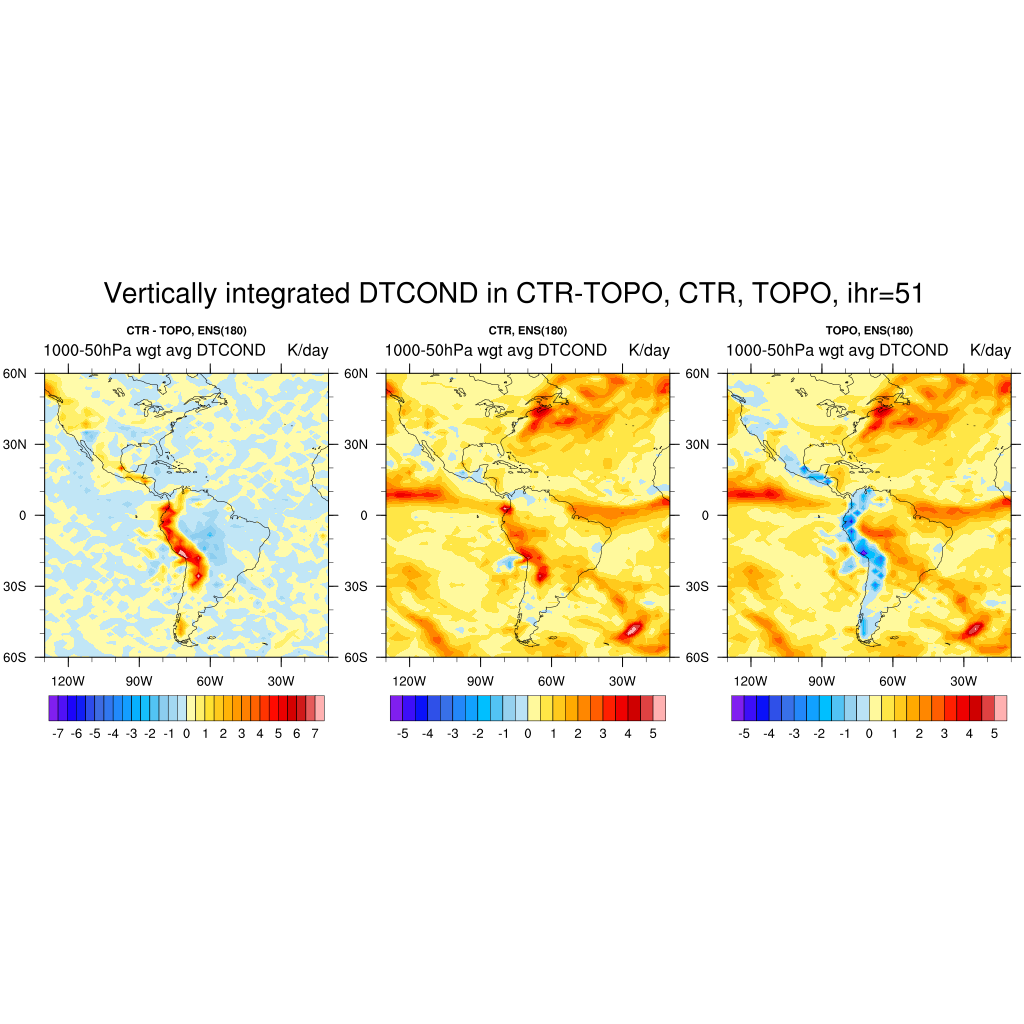 Vertically integrated DTCOND in CTR-TOPO, CTR, TOPO, ihr=51
CTR - TOPO, ENS(180)
1000-50hPa wgt avg DTCOND K/day
60N
30N
0
30S
60S
120W 90W 60W 30W
-7 -6 -5 -4 -3 -2 -1 0 1 2 3 4 5 6 7
CTR, ENS(180)
1000-50hPa wgt avg DTCOND K/day
60N
30N
0
30S
60S
120W 90W 60W 30W
-5 -4 -3 -2 -1 0 1 2 3 4 5
TOPO, ENS(180)
1000-50hPa wgt avg DTCOND K/day
60N
30N
0
30S
60S
120W 90W 60W 30W
-5 -4 -3 -2 -1 0 1 2 3 4 5